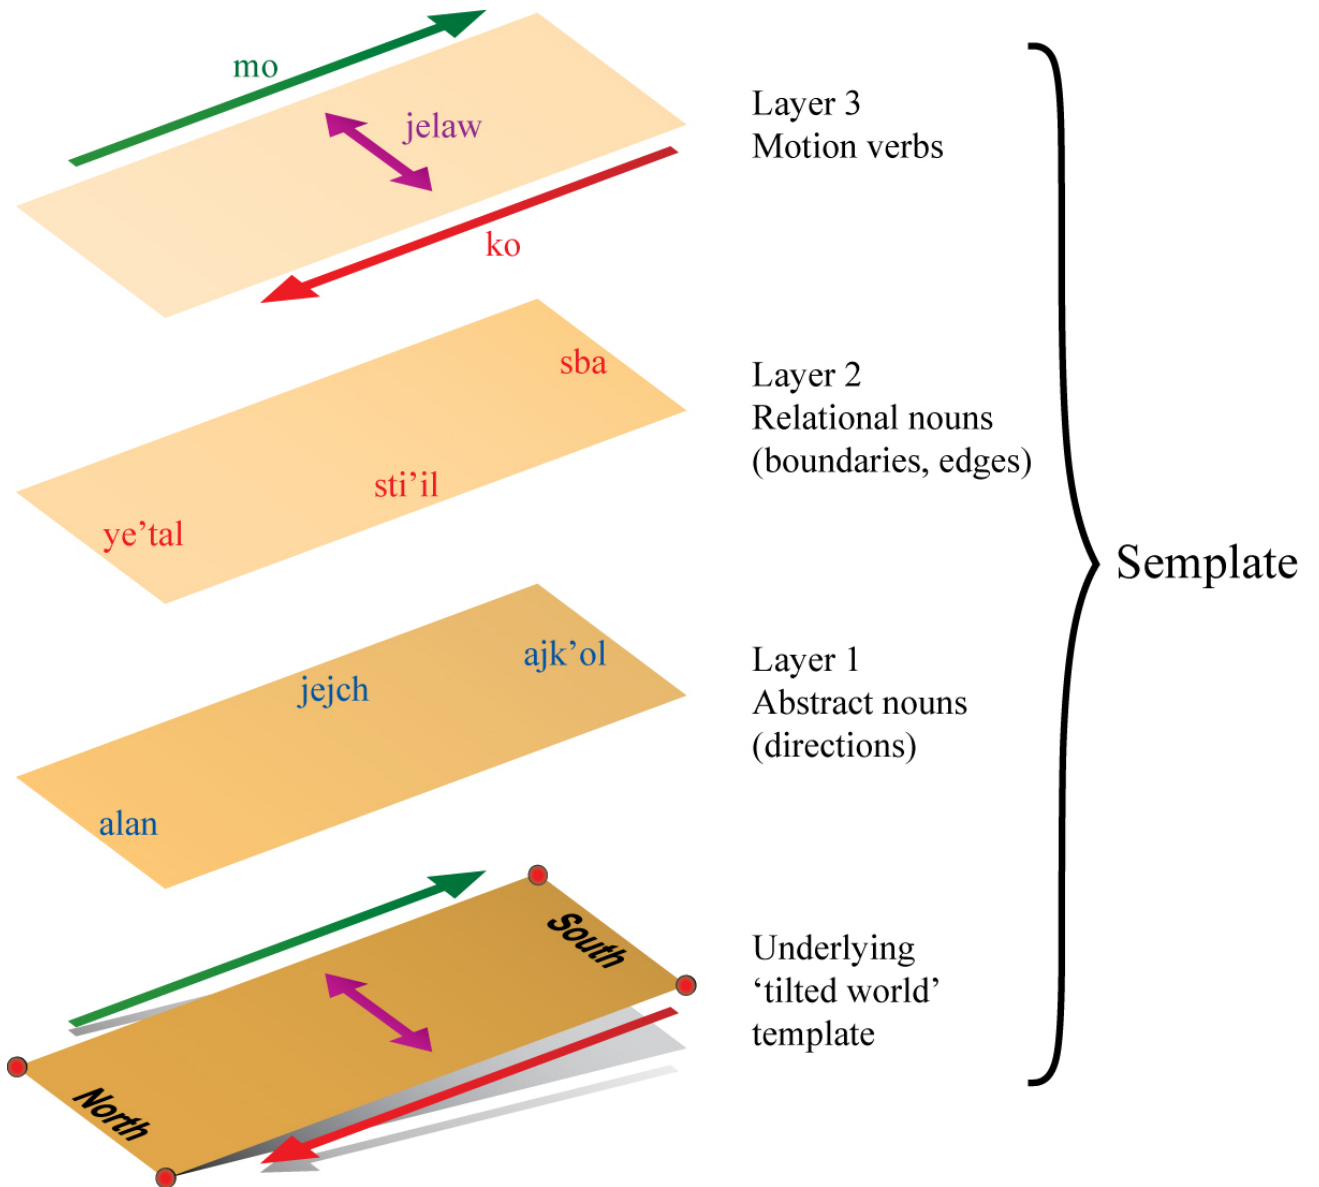 mo
jelaw
ko
Layer 3
Motion verbs
sba
sti’il
ye’tal
Layer 2
Relational nouns
(boundaries, edges)
Semplate
ajk’ol
jejch
alan
Layer 1
Abstract nouns
(directions)
South
North
Underlying
‘tilted world’
template